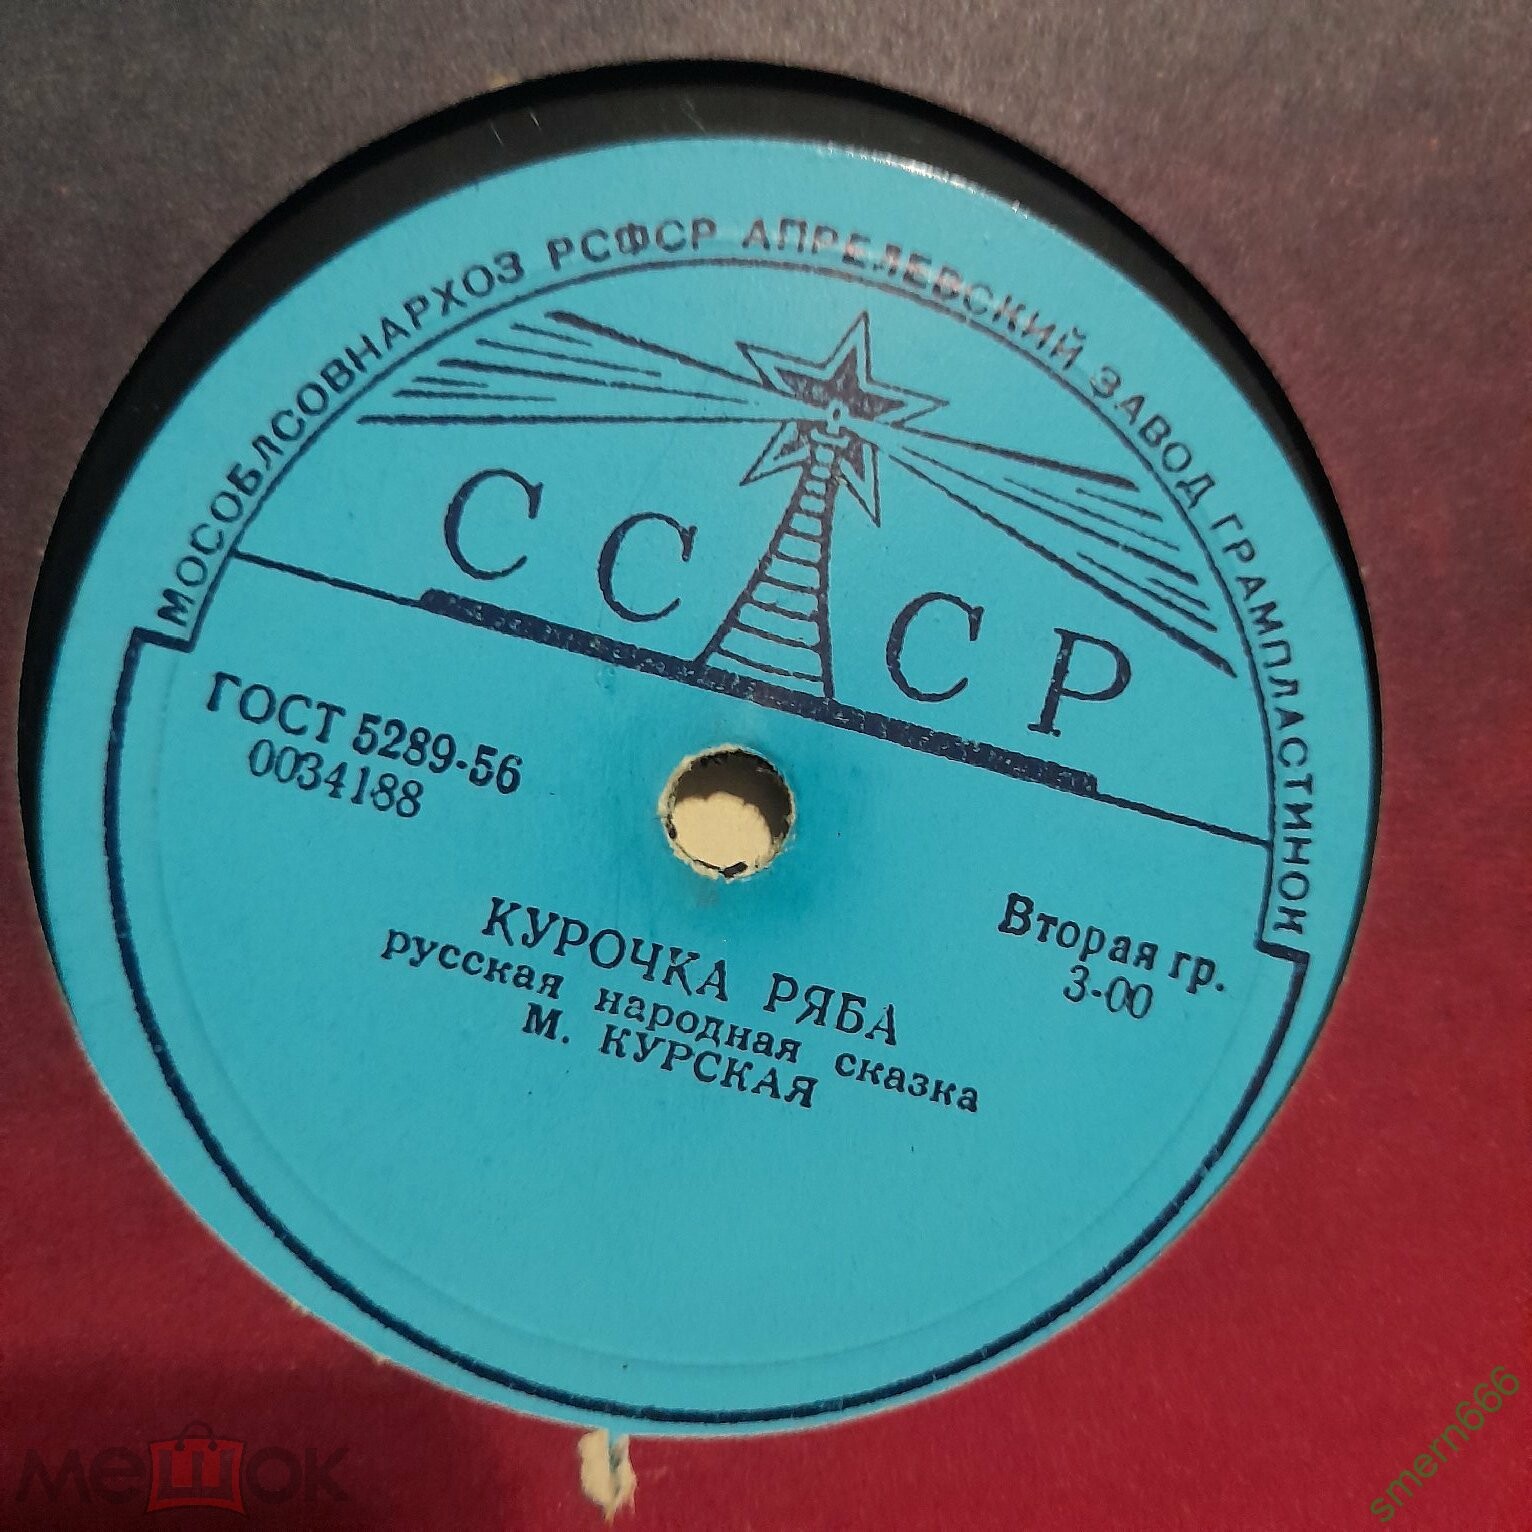 МОСОБЛСОВНАРХОЗ РСФСР АПРЕЛЕВСКИЙ ЗАВОД ГРАМПЛАСТИНОК
СССР
ГОСТ 5289-56
0034188
Вторая гр.
3-00
КУРОЧКА РЯБА
русская народная сказка
М. КУРСКАЯ
мешок
smern666